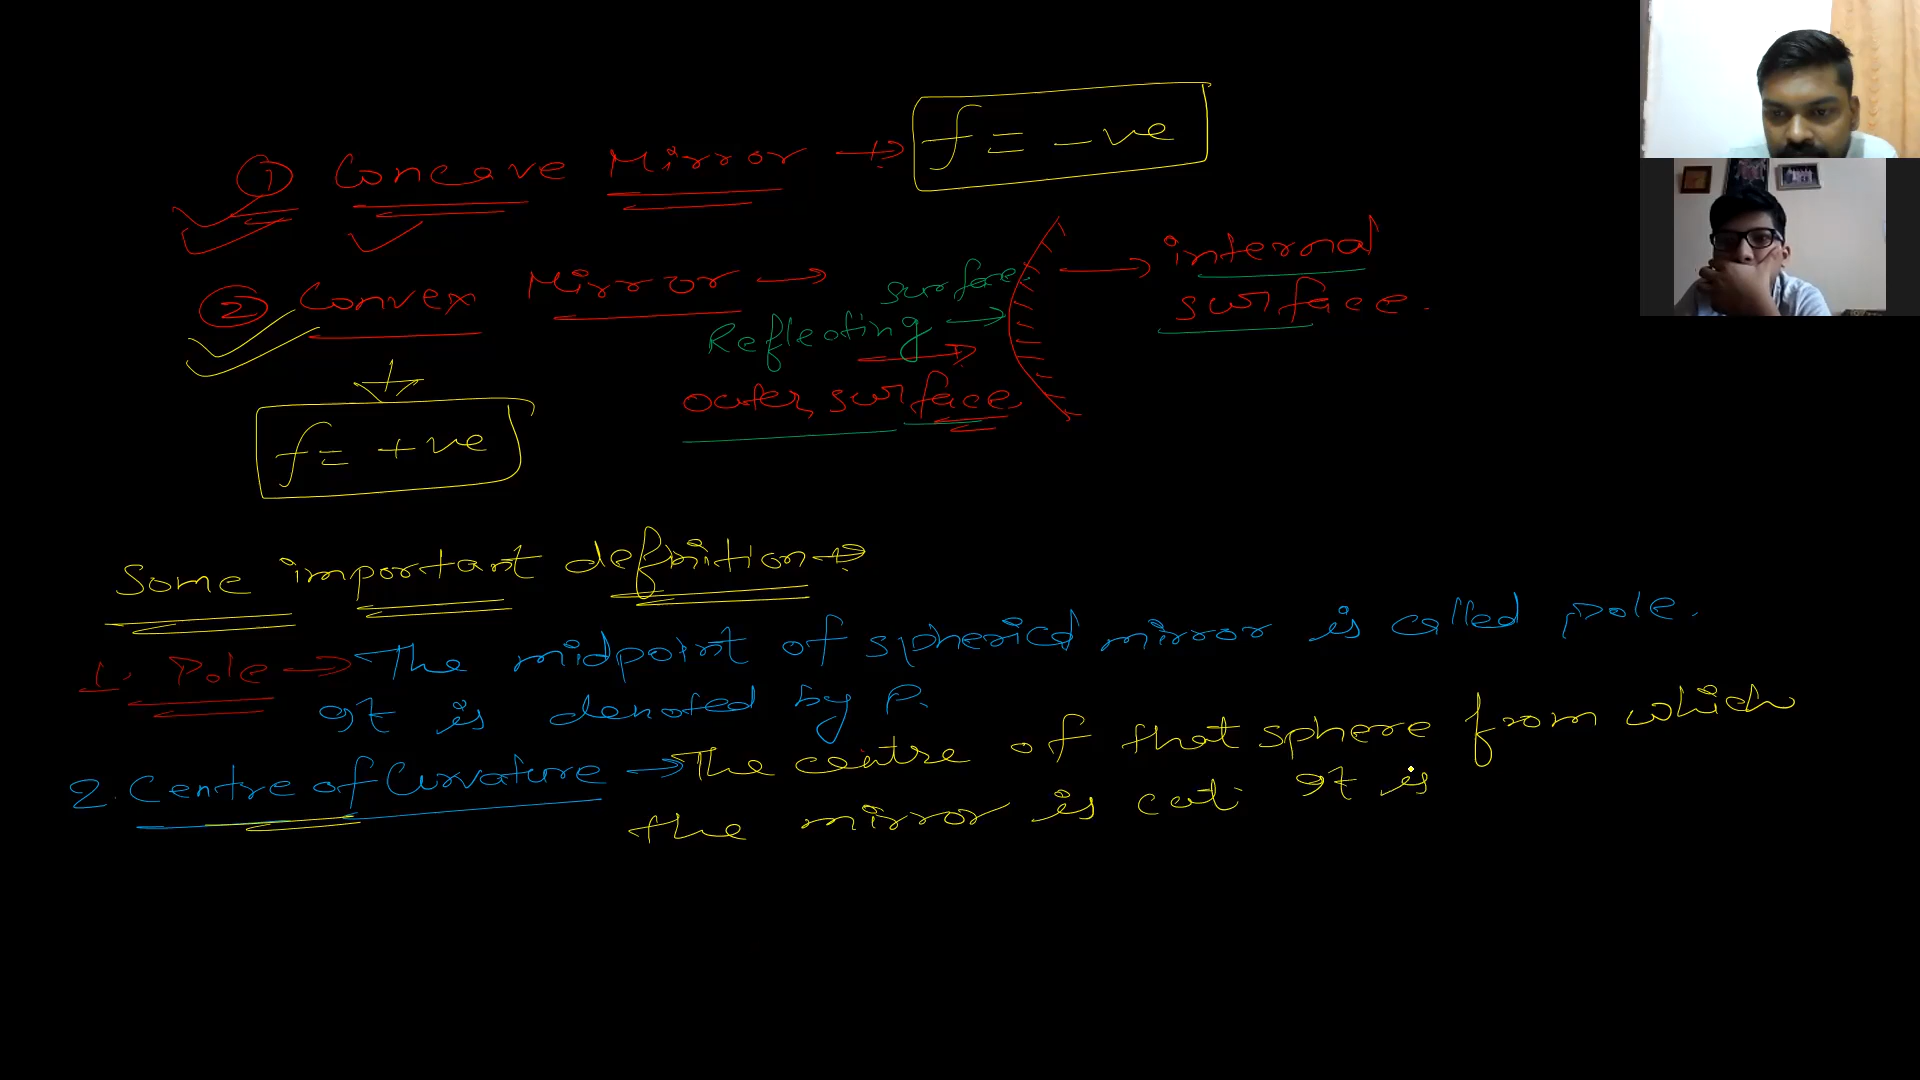 ① Concave Mirror → f = -ve
② Convex Mirror →
surface
Reflecting →
outer surface
→ internal
surface.
f = +ve
Some important definition →
1. Pole → The midpoint of spherical mirror is called pole.
It is denoted by P.
2. Centre of Curvature → The centre of that sphere from which
the mirror is cut. It is